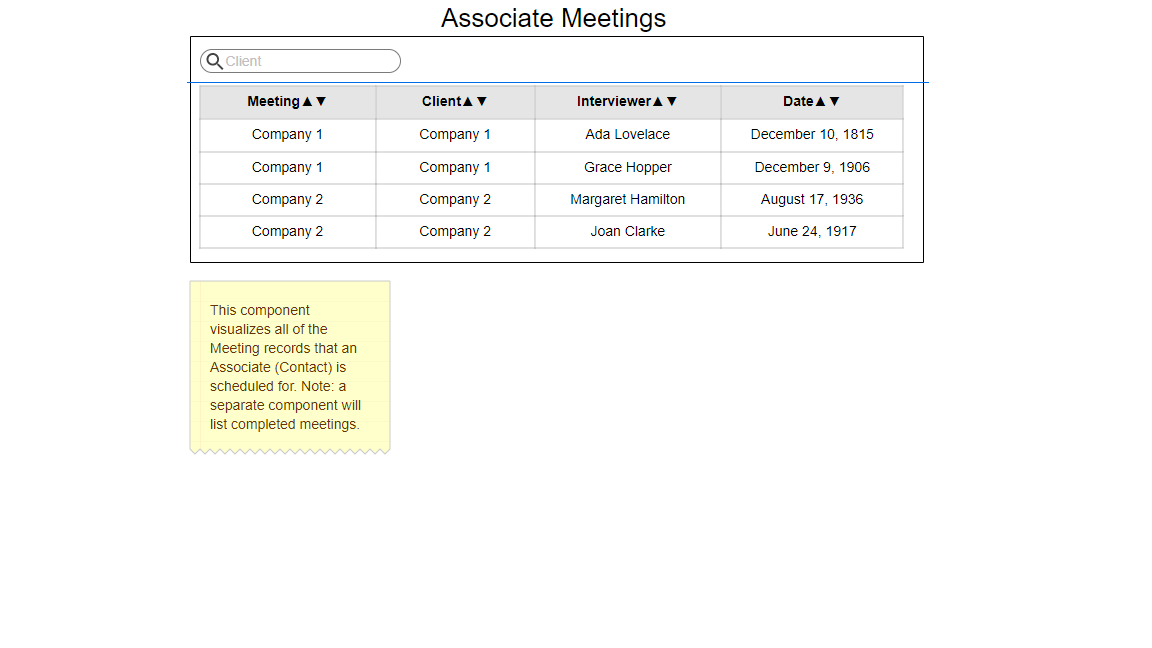 Associate Meetings
Client
Meeting▲▼ Client▲▼ Interviewer▲▼ Date▲▼
Company 1 Company 1 Ada Lovelace December 10, 1815
Company 1 Company 1 Grace Hopper December 9, 1906
Company 2 Company 2 Margaret Hamilton August 17, 1936
Company 2 Company 2 Joan Clarke June 24, 1917
This component
visualizes all of the
Meeting records that an
Associate (Contact) is
scheduled for. Note: a
separate component will
list completed meetings.